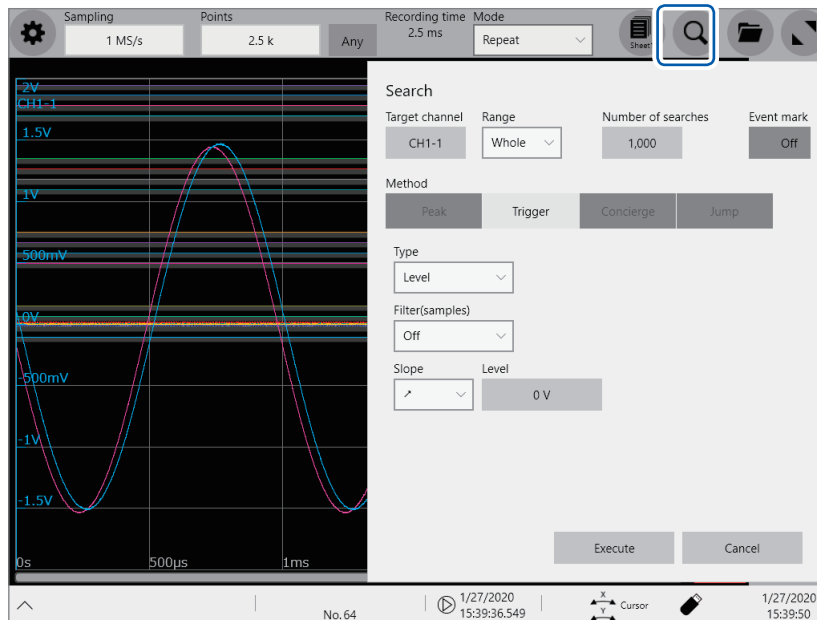 Sampling Points Recording time Mode
1 MS/s 2.5 k Any 2.5 ms Repeat
Sheet
2V
CH1-1
1.5V
1V
500mV
0V
-500mV
-1V
-1.5V
0s 500µs 1ms
Search
Target channel Range Number of searches Event mark
CH1-1 Whole 1,000 Off
Method
Peak Trigger Concierge Jump
Type
Level
Filter(samples)
Off
Slope Level
↗ 0 V
Execute Cancel
No. 64
1/27/2020
15:39:36.549
X
Y
Cursor
1/27/2020
15:39:50